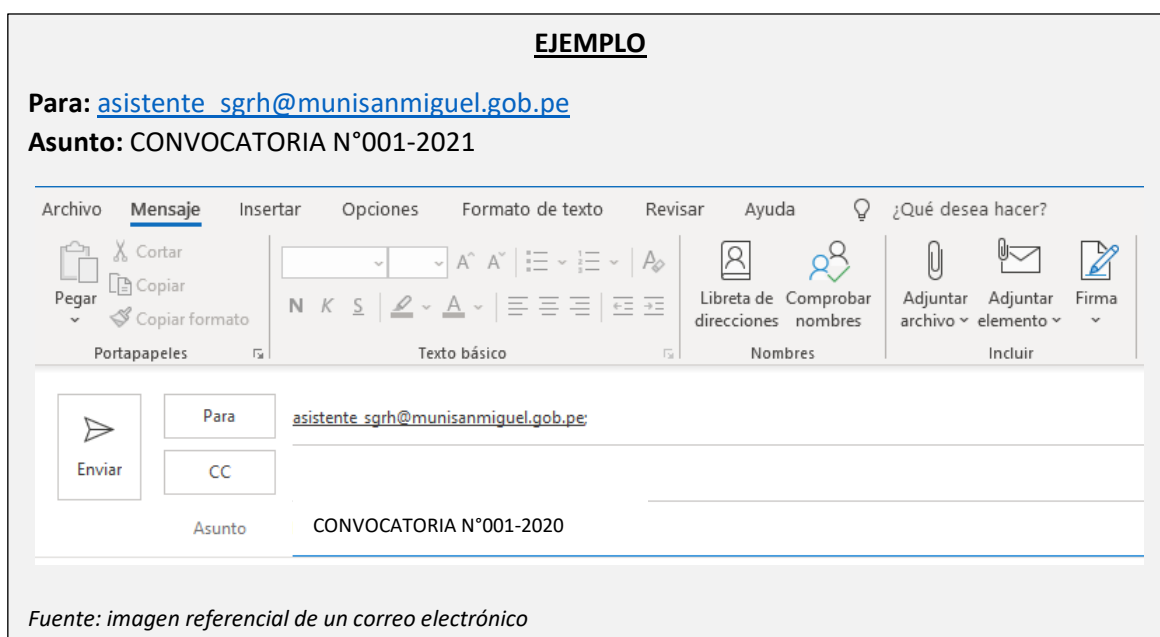 EJEMPLO
Para: asistente_sgrh@munisanmiguel.gob.pe
Asunto: CONVOCATORIA N°001-2021
Archivo Mensaje Insertar Opciones Formato de texto Revisar Ayuda ¿Qué desea hacer?
Pegar
Cortar
Copiar
Copiar formato
Portapapeles
N K S A
Texto básico
Libreta de direcciones
Comprobar nombres
Nombres
Adjuntar archivo
Adjuntar elemento
Firma
Incluir
Enviar
Para asistente_sgrh@munisanmiguel.gob.pe;
CC
Asunto CONVOCATORIA N°001-2020
Fuente: imagen referencial de un correo electrónico